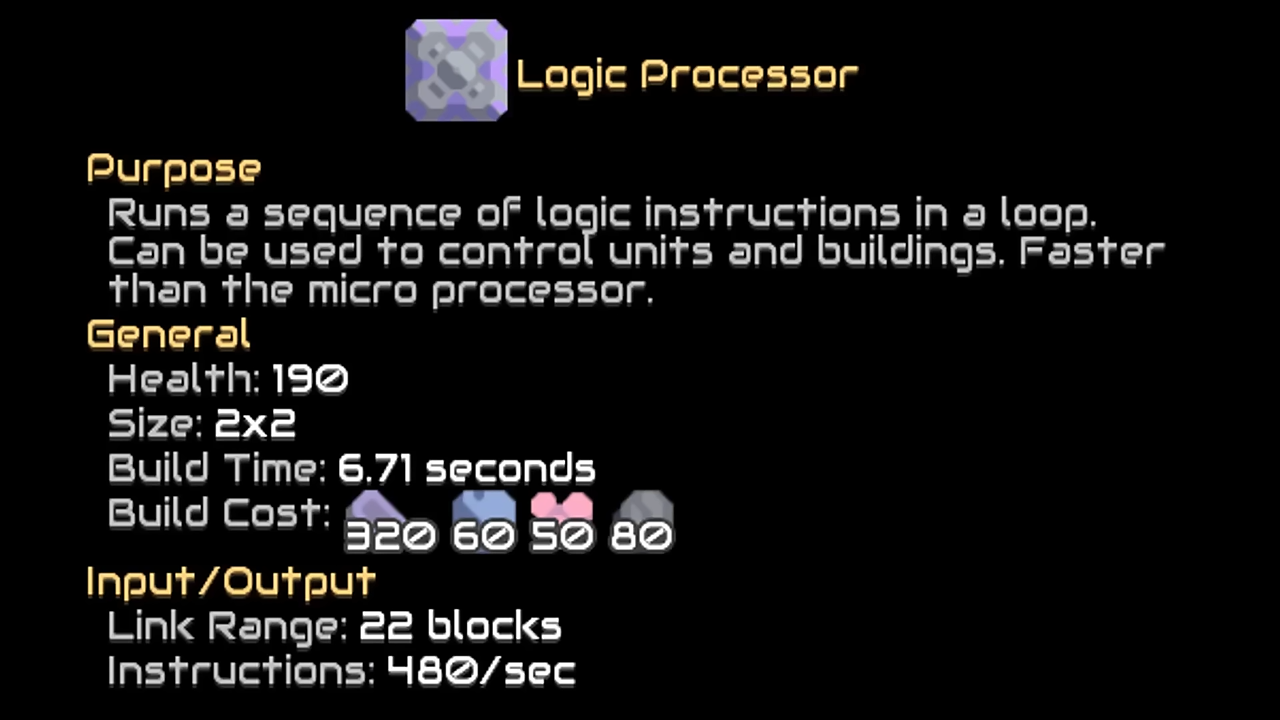 Logic Processor
Purpose
Runs a sequence of logic instructions in a loop.
Can be used to control units and buildings. Faster
than the micro processor.
General
Health: 190
Size: 2x2
Build Time: 6.71 seconds
Build Cost: 320 60 50 80
Input/Output
Link Range: 22 blocks
Instructions: 480/sec